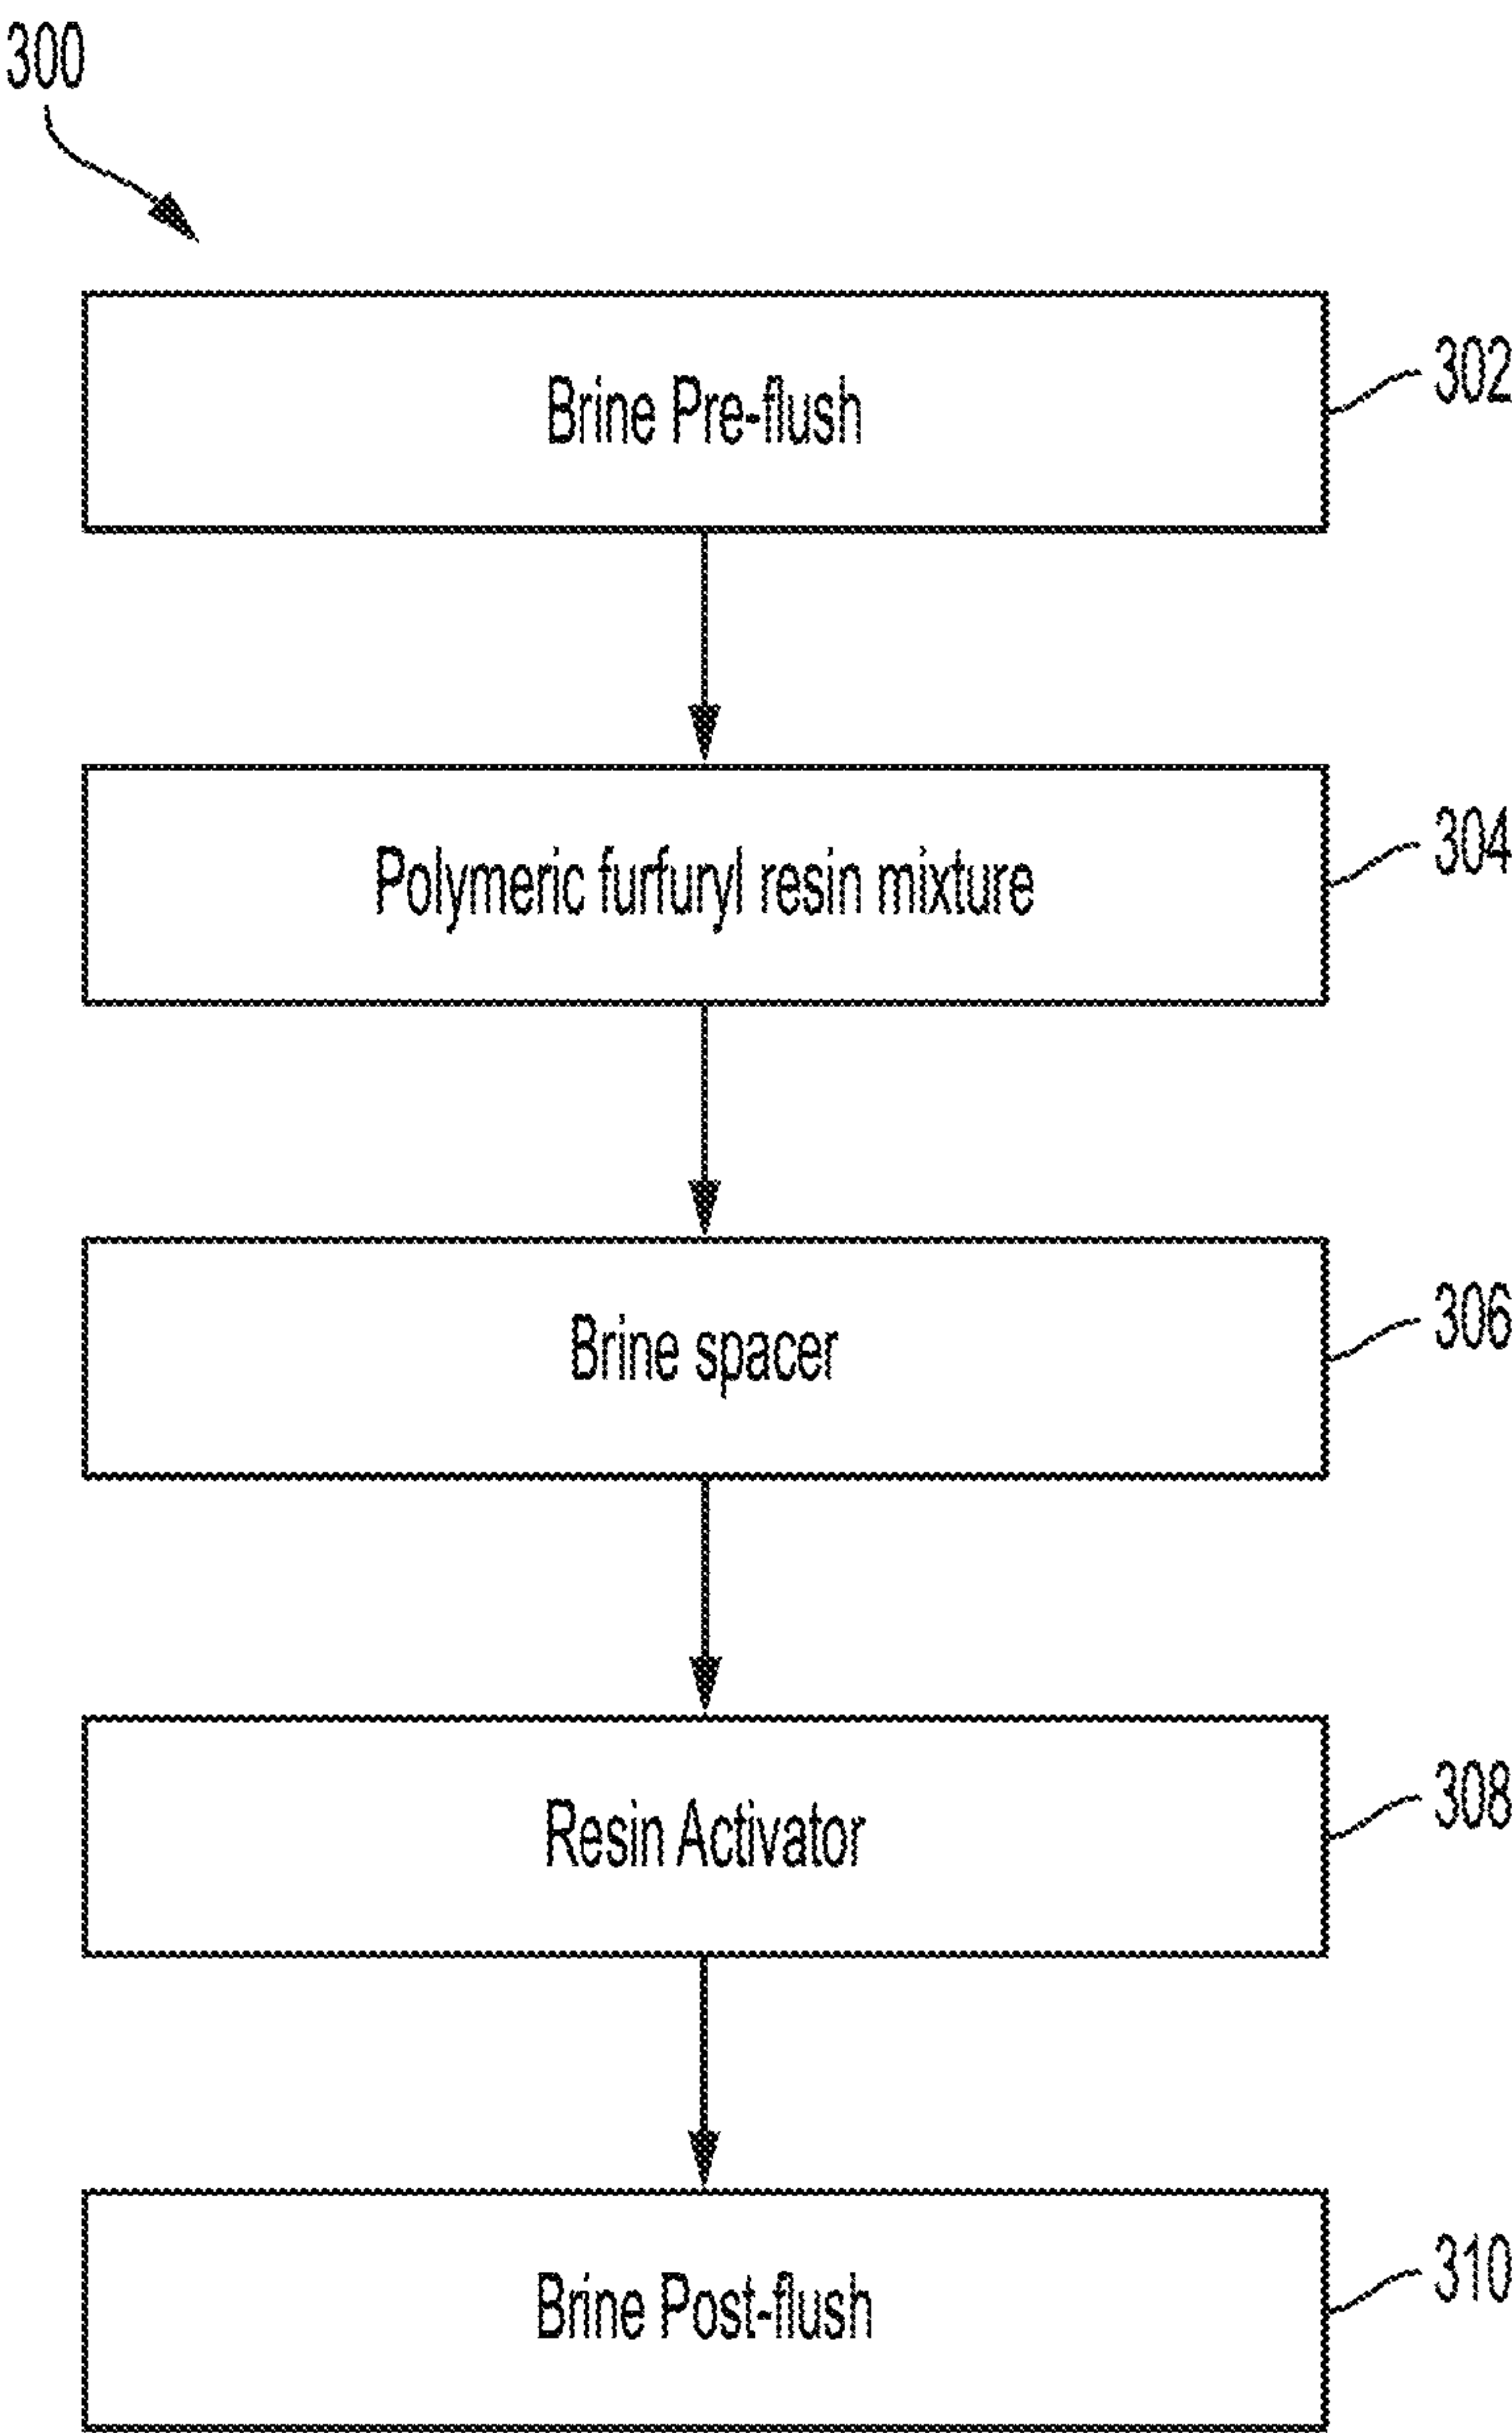 300
Brine Pre-flush
302
Polymeric furfuryl resin mixture
304
Brine spacer
306
Resin Activator
308
Brine Post-flush
310